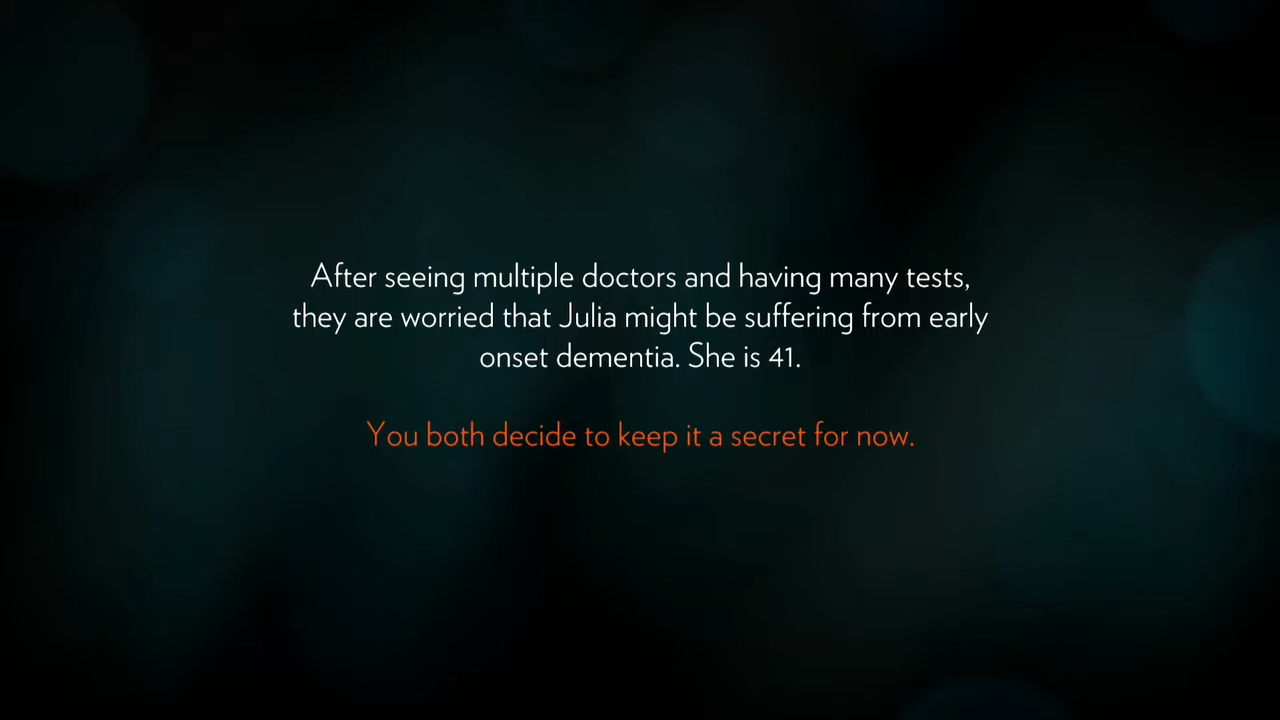 After seeing multiple doctors and having many tests,
they are worried that Julia might be suffering from early
onset dementia. She is 41.
You both decide to keep it a secret for now.